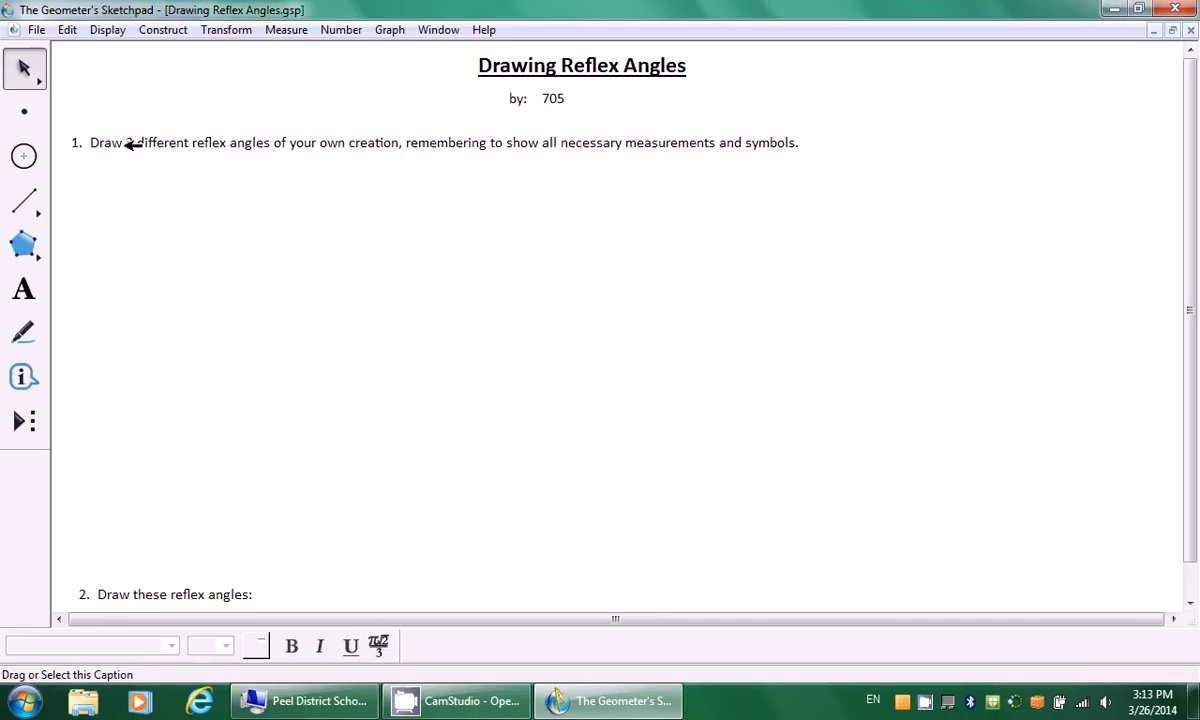 The Geometer's Sketchpad - [Drawing Reflex Angles.gsp]
File Edit Display Construct Transform Measure Number Graph Window Help
Drawing Reflex Angles
by: 705
1. Draw different reflex angles of your own creation, remembering to show all necessary measurements and symbols.
A
i
2. Draw these reflex angles:
B I U π√2/3
Drag or Select this Caption
Peel District Scho... CamStudio - Ope... The Geometer's S... EN 3:13 PM
3/26/2014